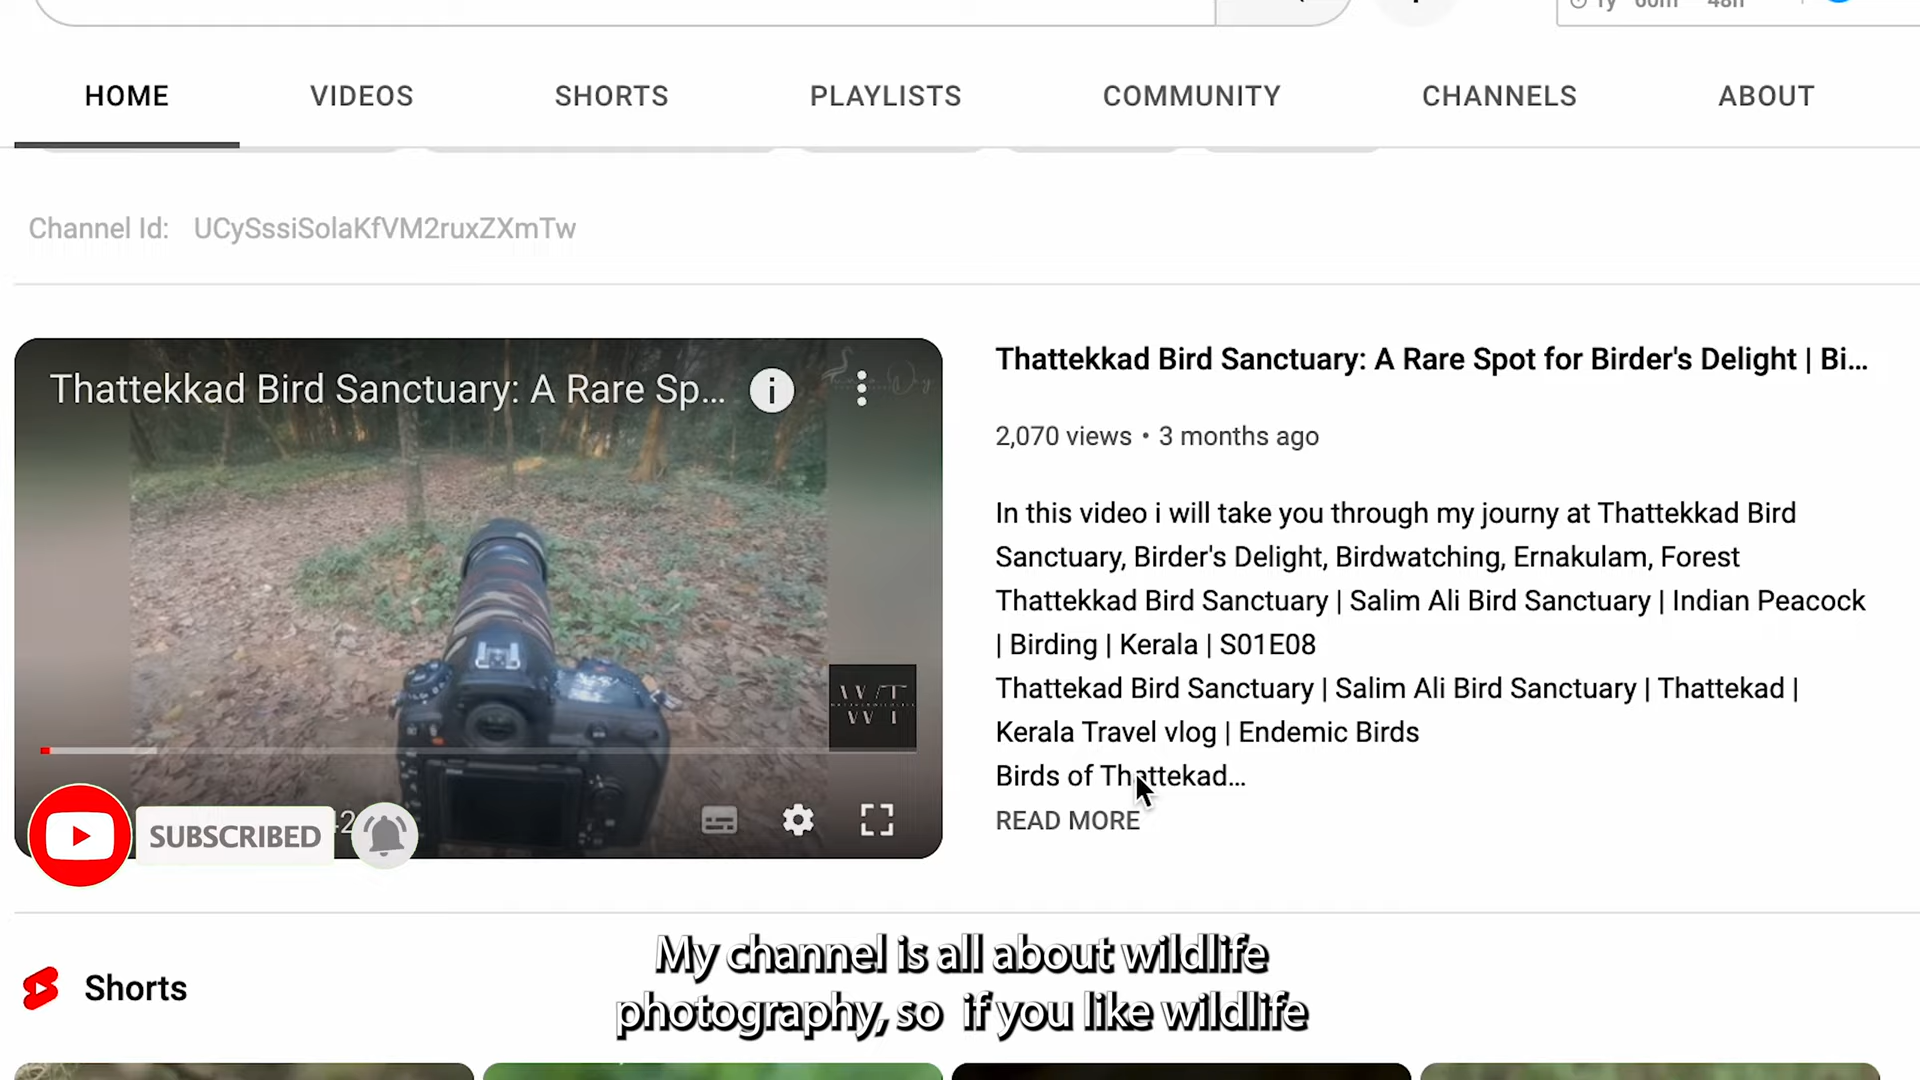 HOME VIDEOS SHORTS PLAYLISTS COMMUNITY CHANNELS ABOUT
Channel Id: UCySssiSolaKfVM2ruxZXmTw
Thattekkad Bird Sanctuary: A Rare Sp...
Thattekkad Bird Sanctuary: A Rare Spot for Birder's Delight | Bi...
2,070 views • 3 months ago
In this video i will take you through my journy at Thattekkad Bird
Sanctuary, Birder's Delight, Birdwatching, Ernakulam, Forest
Thattekkad Bird Sanctuary | Salim Ali Bird Sanctuary | Indian Peacock
| Birding | Kerala | S01E08
Thattekad Bird Sanctuary | Salim Ali Bird Sanctuary | Thattekad |
Kerala Travel vlog | Endemic Birds
Birds of Thattekad...
READ MORE
SUBSCRIBED
Shorts
My channel is all about wildlife
photography, so if you like wildlife